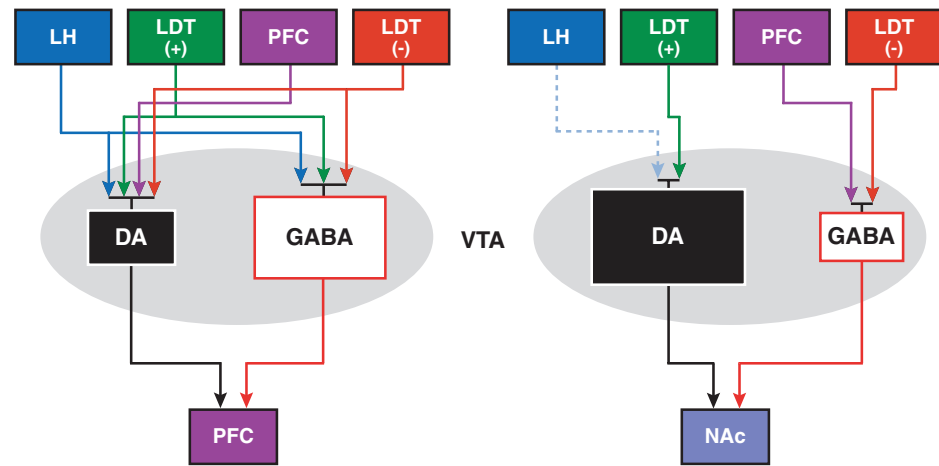 LH
LDT
(+)
PFC
LDT
(-)
LH
LDT
(+)
PFC
LDT
(-)
DA
GABA
VTA
DA
GABA
PFC
NAc